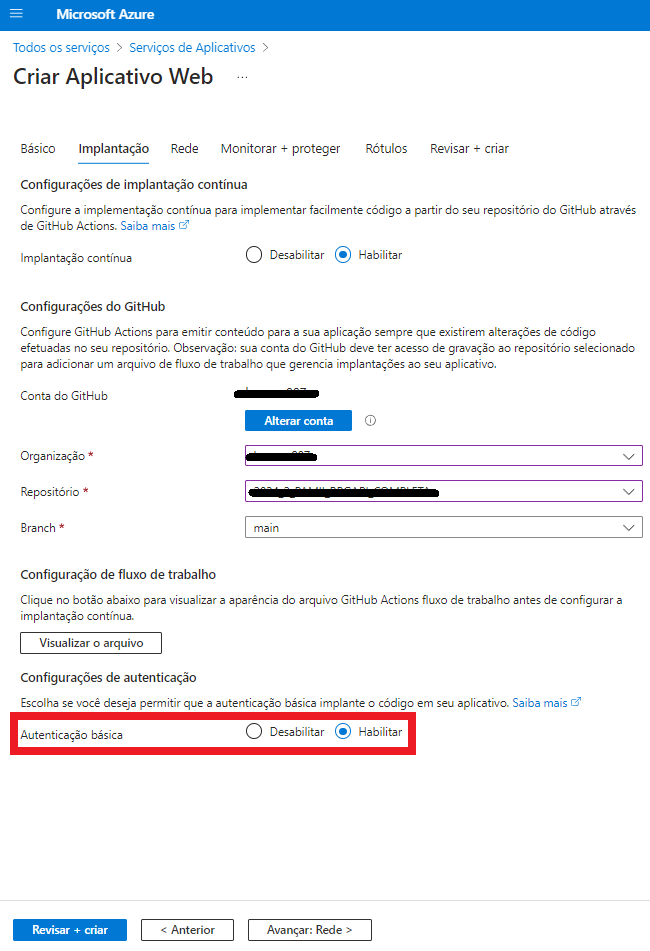 Microsoft Azure
Todos os serviços > Serviços de Aplicativos >
Criar Aplicativo Web ...
Básico Implantação Rede Monitorar + proteger Rótulos Revisar + criar
Configurações de implantação contínua
Configure a implementação contínua para implementar facilmente código a partir do seu repositório do GitHub através
de GitHub Actions. Saiba mais
Implantação contínua Desabilitar Habilitar
Configurações do GitHub
Configure GitHub Actions para emitir conteúdo para a sua aplicação sempre que existirem alterações de código
efetuadas no seu repositório. Observação: sua conta do GitHub deve ter acesso de gravação ao repositório selecionado
para adicionar um arquivo de fluxo de trabalho que gerencia implantações ao seu aplicativo.
Conta do GitHub
Alterar conta
Organização *
Repositório *
Branch * main
Configuração de fluxo de trabalho
Clique no botão abaixo para visualizar a aparência do arquivo GitHub Actions fluxo de trabalho antes de configurar a
implantação contínua.
Visualizar o arquivo
Configurações de autenticação
Escolha se você deseja permitir que a autenticação básica implante o código em seu aplicativo. Saiba mais
Autenticação básica Desabilitar Habilitar
Revisar + criar < Anterior Avançar: Rede >